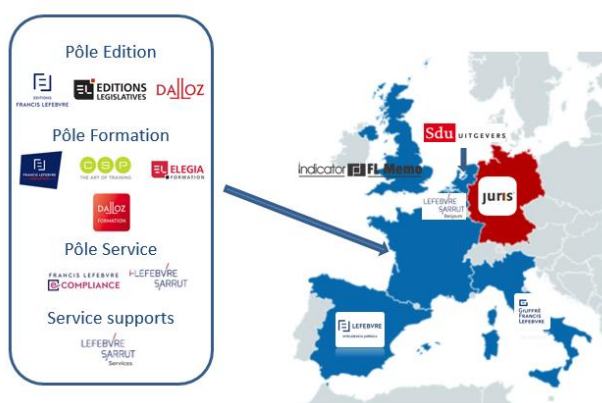 Pôle Edition
EDITIONS
FRANCIS LEFEBVRE
EL EDITIONS
LEGISLATIVES
DALLOZ
Pôle Formation
FRANCIS LEFEBVRE
CSP
THE ART OF TRAINING
EL ELEGIA
FORMATION
DALLOZ
FORMATION
Pôle Service
FRANCIS LEFEBVRE
e-COMPLIANCE
LEFEBVRE
SARRUT
Service supports
LEFEBVRE
SARRUT
Services
Sdu UITGEVERS
indicator FL Memo
LEFEBVRE
SARRUT
Belgium
juris
LEFEBVRE
GIUFFRÈ
FRANCIS
LEFEBVRE